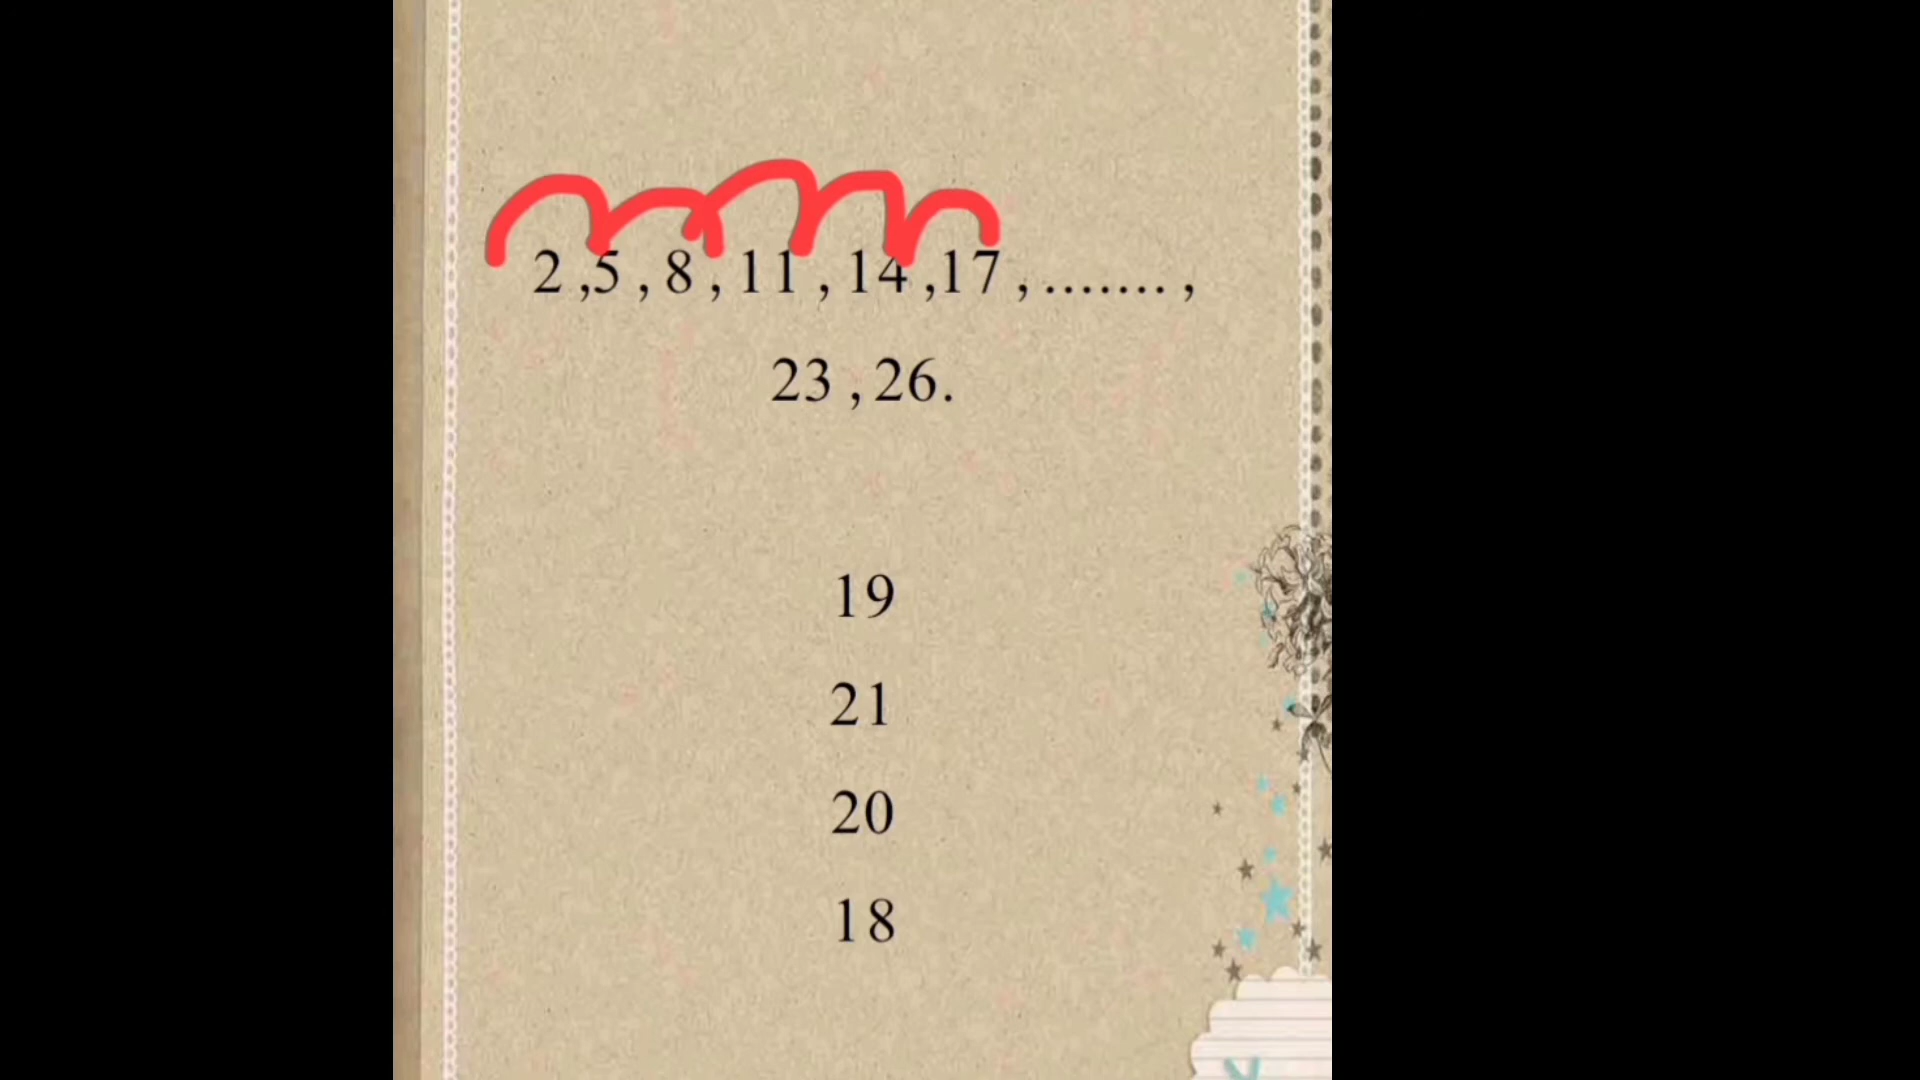 2 ,5 , 8 , 11 , 14 ,17 , ....... ,
23 , 26.
19
21
20
18